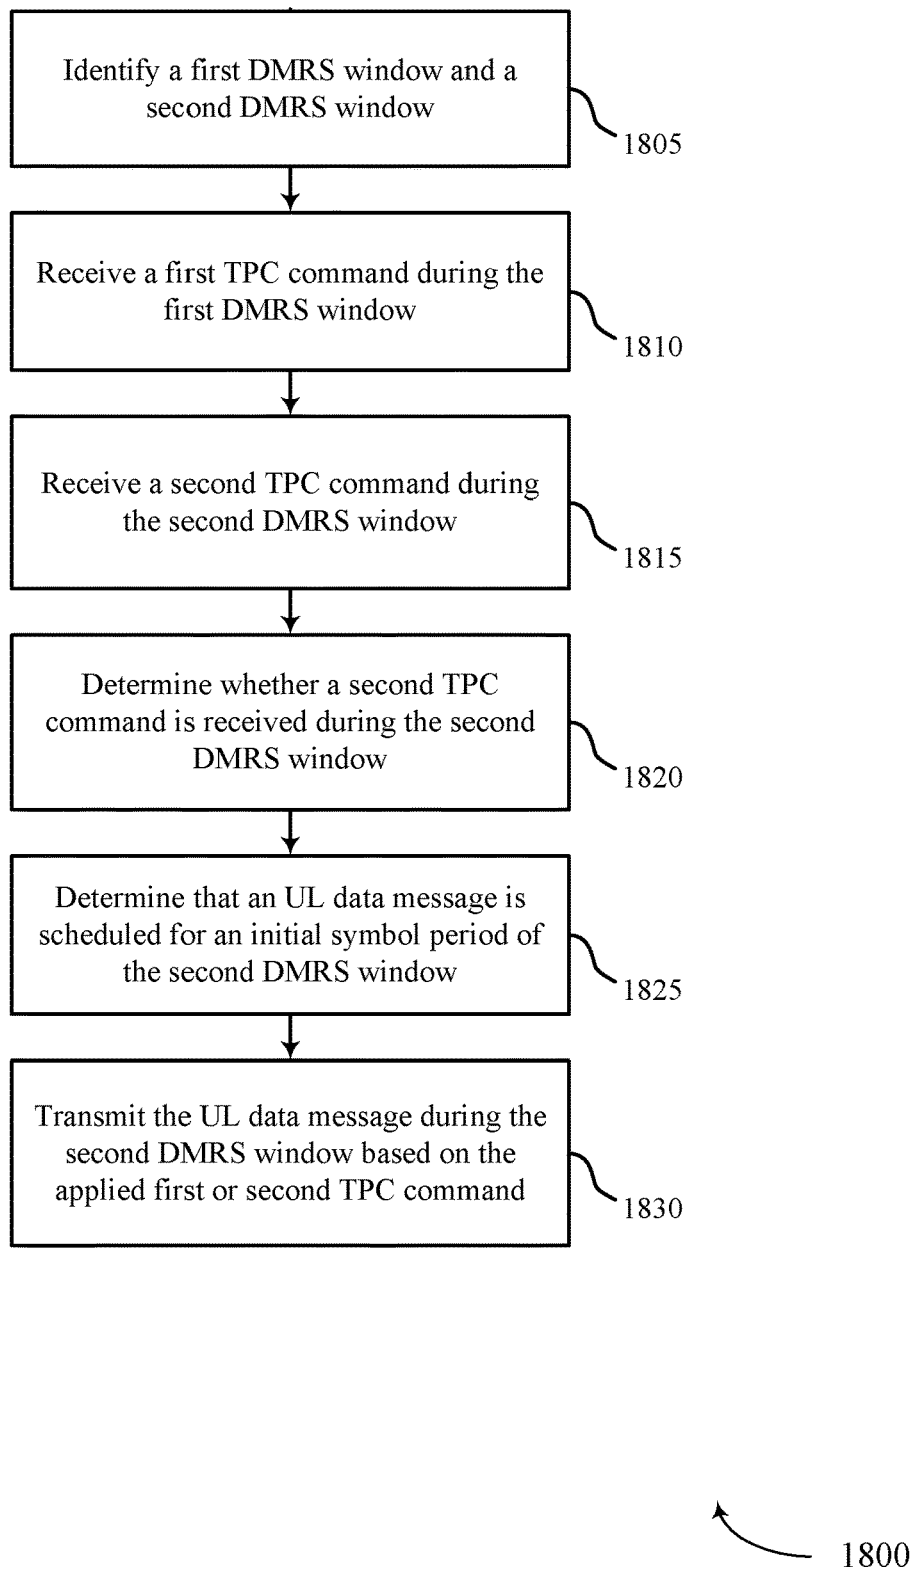 Identify a first DMRS window and a
second DMRS window
1805
Receive a first TPC command during the
first DMRS window
1810
Receive a second TPC command during
the second DMRS window
1815
Determine whether a second TPC
command is received during the second
DMRS window
1820
Determine that an UL data message is
scheduled for an initial symbol period of
the second DMRS window
1825
Transmit the UL data message during the
second DMRS window based on the
applied first or second TPC command
1830
1800